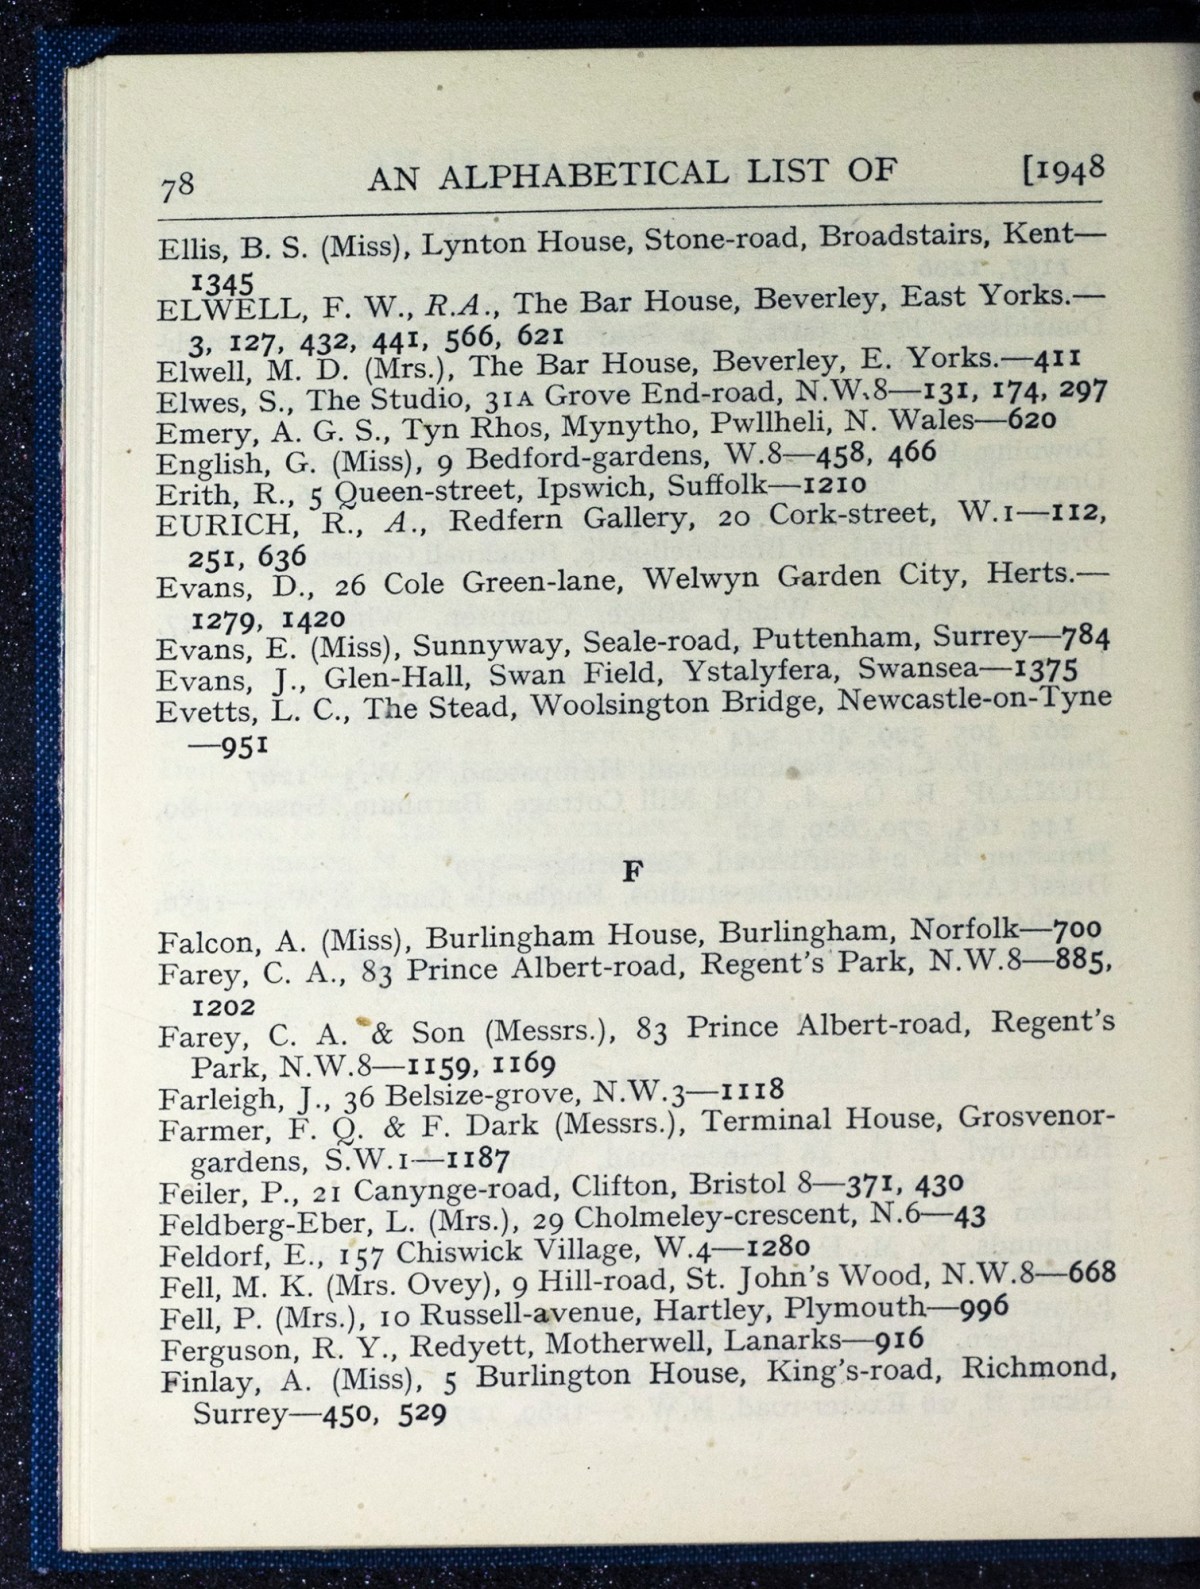 78 AN ALPHABETICAL LIST OF [1948
Ellis, B. S. (Miss), Lynton House, Stone-road, Broadstairs, Kent—
1345
ELWELL, F. W., R.A., The Bar House, Beverley, East Yorks.—
3, 127, 432, 441, 566, 621
Elwell, M. D. (Mrs.), The Bar House, Beverley, E. Yorks.—411
Elwes, S., The Studio, 31A Grove End-road, N.W.8—131, 174, 297
Emery, A. G. S., Tyn Rhos, Mynytho, Pwllheli, N. Wales—620
English, G. (Miss), 9 Bedford-gardens, W.8—458, 466
Erith, R., 5 Queen-street, Ipswich, Suffolk—1210
EURICH, R., A., Redfern Gallery, 20 Cork-street, W.1—112,
251, 636
Evans, D., 26 Cole Green-lane, Welwyn Garden City, Herts.—
1279, 1420
Evans, E. (Miss), Sunnyway, Seale-road, Puttenham, Surrey—784
Evans, J., Glen-Hall, Swan Field, Ystalyfera, Swansea—1375
Evetts, L. C., The Stead, Woolsington Bridge, Newcastle-on-Tyne
—951
F
Falcon, A. (Miss), Burlingham House, Burlingham, Norfolk—700
Farey, C. A., 83 Prince Albert-road, Regent's Park, N.W.8—885,
1202
Farey, C. A. & Son (Messrs.), 83 Prince Albert-road, Regent's
Park, N.W.8—1159, 1169
Farleigh, J., 36 Belsize-grove, N.W.3—1118
Farmer, F. Q. & F. Dark (Messrs.), Terminal House, Grosvenor-
gardens, S.W.1—1187
Feiler, P., 21 Canynge-road, Clifton, Bristol 8—371, 430
Feldberg-Eber, L. (Mrs.), 29 Cholmeley-crescent, N.6—43
Feldorf, E., 157 Chiswick Village, W.4—1280
Fell, M. K. (Mrs. Ovey), 9 Hill-road, St. John's Wood, N.W.8—668
Fell, P. (Mrs.), 10 Russell-avenue, Hartley, Plymouth—996
Ferguson, R. Y., Redyett, Motherwell, Lanarks—916
Finlay, A. (Miss), 5 Burlington House, King's-road, Richmond,
Surrey—450, 529